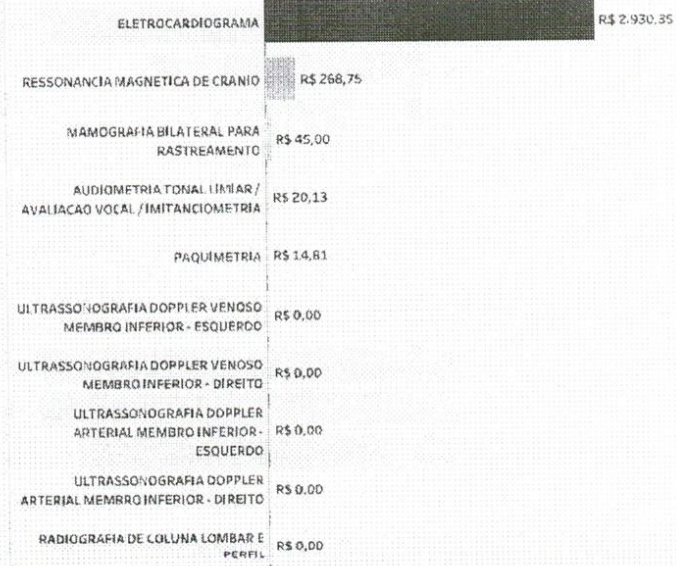 ELETROCARDIOGRAMA R$ 2.930,35
RESSONANCIA MAGNETICA DE CRANIO R$ 268,75
MAMOGRAFIA BILATERAL PARA
RASTREAMENTO R$ 45,00
AUDIOMETRIA TONAL LIMIAR /
AVALIACAO VOCAL / IMITANCIOMETRIA R$ 20,13
PAQUIMETRIA R$ 14,81
ULTRASSONOGRAFIA DOPPLER VENOSO
MEMBRO INFERIOR - ESQUERDO R$ 0,00
ULTRASSONOGRAFIA DOPPLER VENOSO
MEMBRO INFERIOR - DIREITO R$ 0,00
ULTRASSONOGRAFIA DOPPLER
ARTERIAL MEMBRO INFERIOR - R$ 0,00
ESQUERDO
ULTRASSONOGRAFIA DOPPLER
ARTERIAL MEMBRO INFERIOR - DIREITO R$ 0,00
RADIOGRAFIA DE COLUNA LOMBAR E
PERFIL R$ 0,00